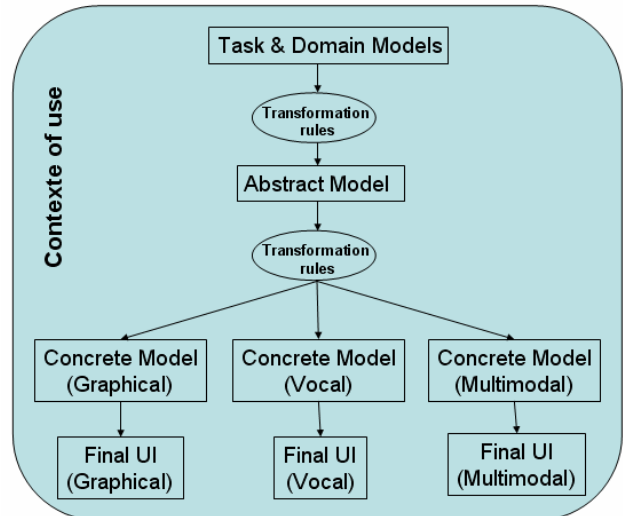 Task & Domain Models
Transformation
rules
Abstract Model
Transformation
rules
Contexte of use
Concrete Model
(Graphical)
Concrete Model
(Vocal)
Concrete Model
(Multimodal)
Final UI
(Graphical)
Final UI
(Vocal)
Final UI
(Multimodal)